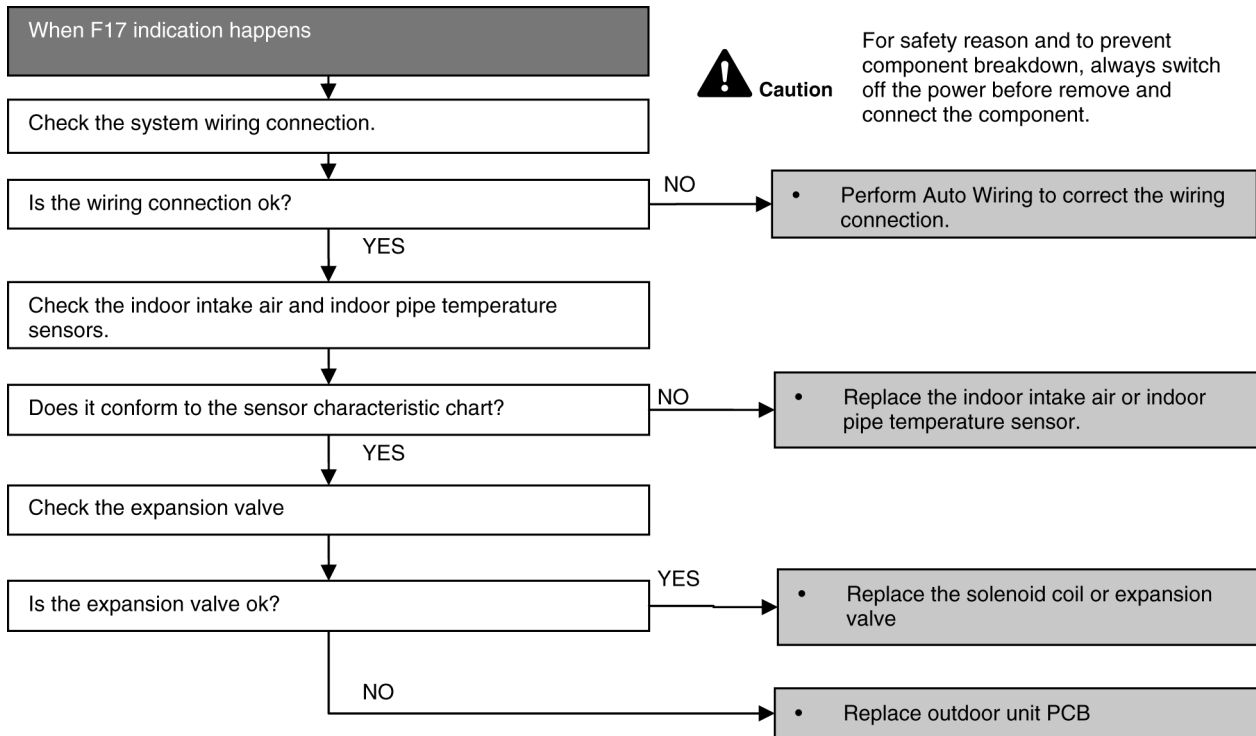 When F17 indication happens
Caution
For safety reason and to prevent
component breakdown, always switch
off the power before remove and
connect the component.
Check the system wiring connection.
Is the wiring connection ok?
NO
• Perform Auto Wiring to correct the wiring
connection.
YES
Check the indoor intake air and indoor pipe temperature
sensors.
Does it conform to the sensor characteristic chart?
NO
• Replace the indoor intake air or indoor
pipe temperature sensor.
YES
Check the expansion valve
Is the expansion valve ok?
YES
• Replace the solenoid coil or expansion
valve
NO
• Replace outdoor unit PCB